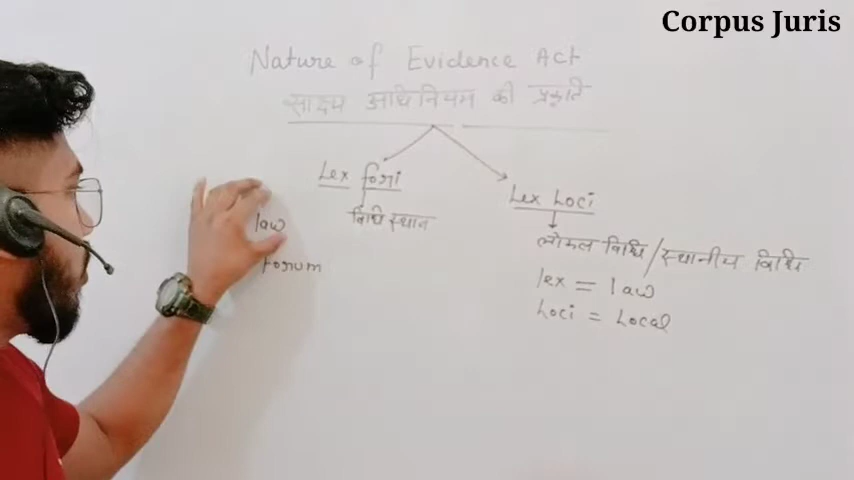 Corpus Juris
Nature of Evidence Act
साक्ष्य अधिनियम की प्रकृति
Lex fori
Lex Loci
विधि स्थान
लोकल विधि/स्थानीय विधि
law
forum
lex = law
Loci = Local